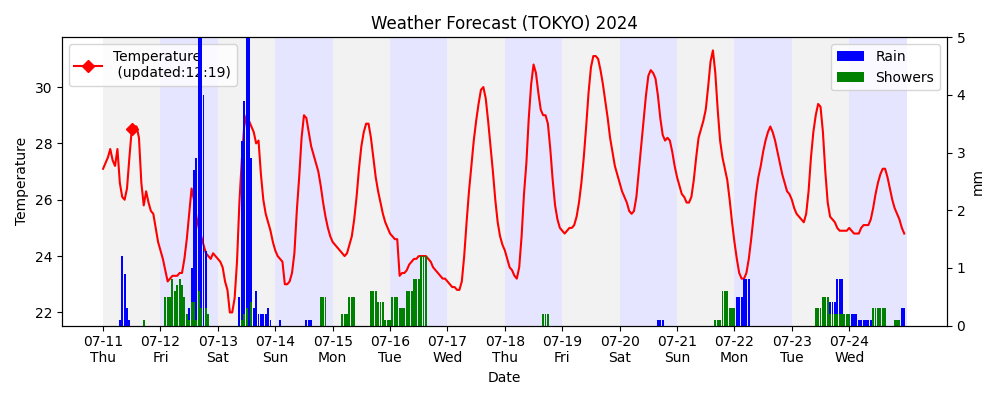 Weather Forecast (TOKYO) 2024
Temperature
(updated:12:19)
Rain
Showers
30
28
26
24
22
Temperature
5
4
3
2
1
0
mm
07-11 07-12 07-13 07-14 07-15 07-16 07-17 07-18 07-19 07-20 07-21 07-22 07-23 07-24
Thu Fri Sat Sun Mon Tue Wed Thu Fri Sat Sun Mon Tue Wed
Date